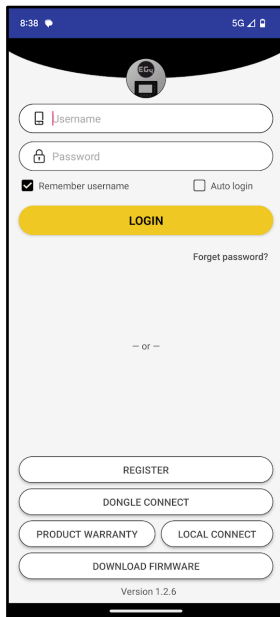 8:38 5G
EG4
Username
Password
Remember username Auto login
LOGIN
Forget password?
— or —
REGISTER
DONGLE CONNECT
PRODUCT WARRANTY LOCAL CONNECT
DOWNLOAD FIRMWARE
Version 1.2.6